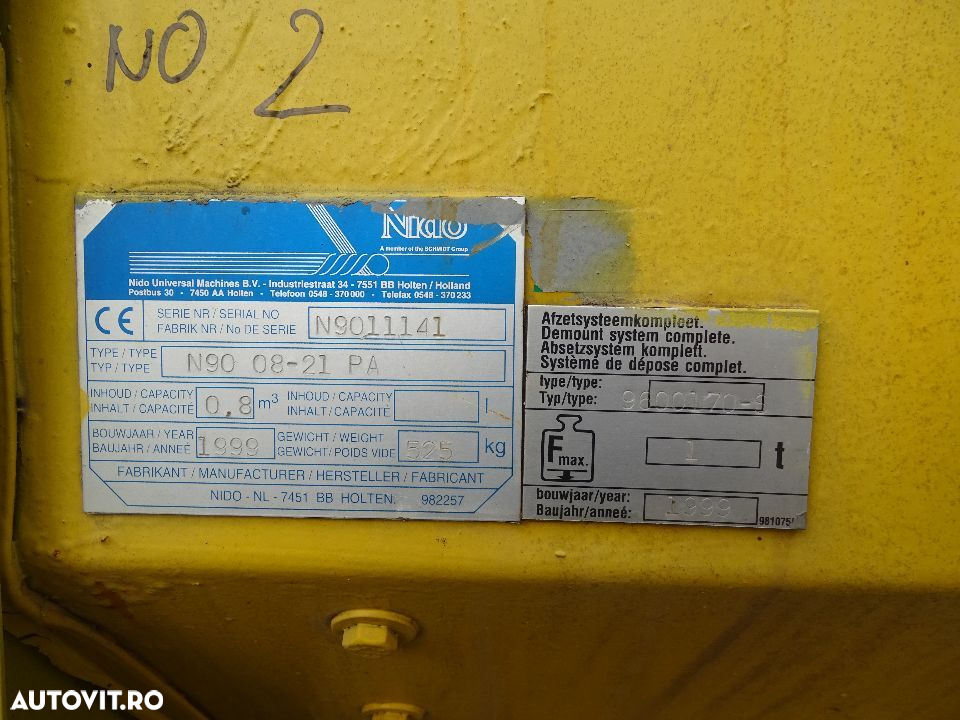 NO 2
Nido
A member of the SCHMIDT Group
Nido Universal Machines B.V. - Industriestraat 34 - 7551 BB Holten / Holland
Postbus 30 - 7450 AA Holten - Telefoon 0548 - 370 000 - Telefax 0548 - 370 233
CE
SERIE NR / SERIAL NO
FABRIK NR / No DE SERIE
N9011141
TYPE / TYPE
TYP / TYPE
N90 08-21 PA
INHOUD / CAPACITY
INHALT / CAPACITÉ
0,8 m³
INHOUD / CAPACITY
INHALT / CAPACITÉ
l
BOUWJAAR / YEAR
BAUJAHR / ANNEÉ
1999
GEWICHT / WEIGHT
GEWICHT / POIDS VIDE
525 kg
FABRIKANT / MANUFACTURER / HERSTELLER / FABRICANT
NIDO - NL - 7451 BB HOLTEN. 982257
Afzetsysteemkompleet.
Demount system complete.
Absetzsystem komplett.
Système de dépose complet.
type/type:
Typ/type:
9600170-
F max.
1 t
bouwjaar/year:
Baujahr/anneé:
1999
981075
AUTOVIT.RO